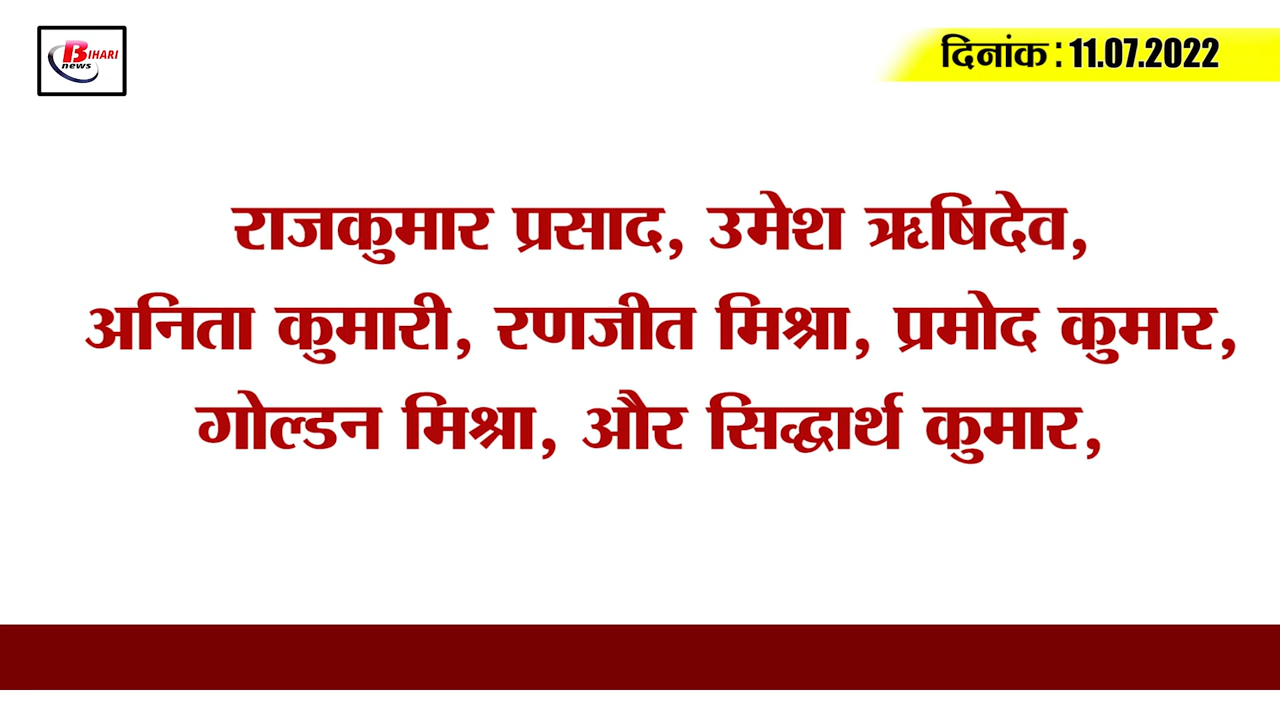 BIHARI
news
दिनांक : 11.07.2022
राजकुमार प्रसाद, उमेश ऋषिदेव,
अनिता कुमारी, रणजीत मिश्रा, प्रमोद कुमार,
गोल्डन मिश्रा, और सिद्धार्थ कुमार,